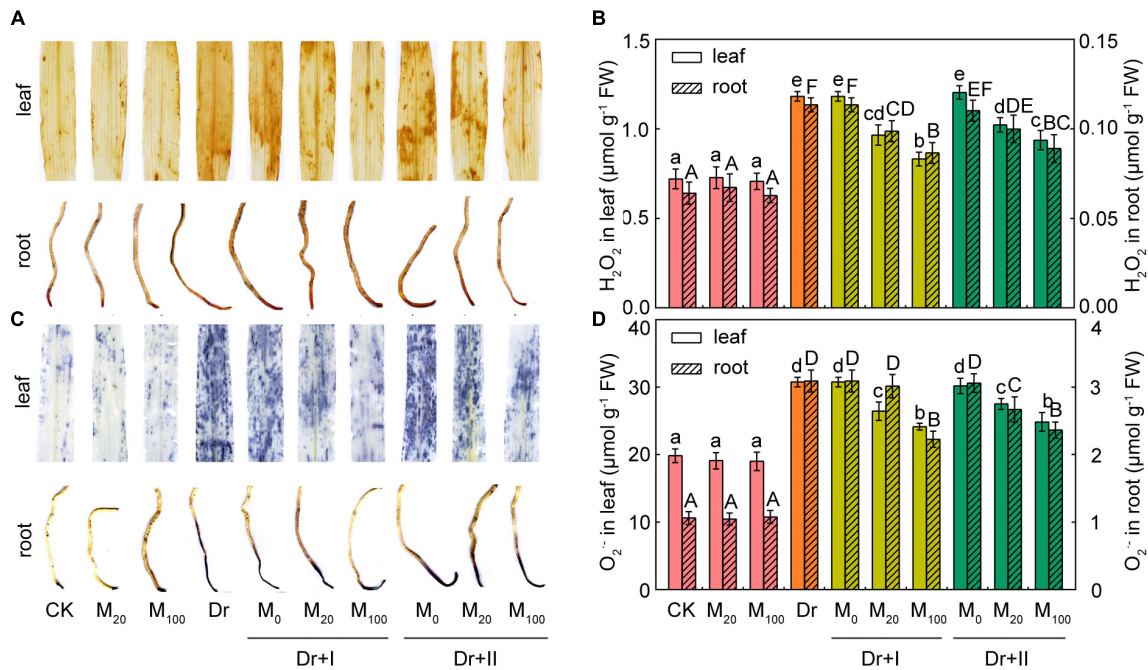 A
leaf
root
C
leaf
root
CK M₂₀ M₁₀₀ Dr M₀ M₂₀ M₁₀₀ M₀ M₂₀ M₁₀₀
Dr+I Dr+II
B
H₂O₂ in leaf (µmol g⁻¹ FW)
1.5
1.0
0.5
0.0
leaf
root
a A a A a A e F e F cd CD b B e EF d DE c BC
0.15
0.10
0.05
0.00
H₂O₂ in root (µmol g⁻¹ FW)
D
O₂·⁻ in leaf (µmol g⁻¹ FW)
40
30
20
10
0
leaf
root
a A a A a A d D d D c D b B d D c C b B
4
3
2
1
0
O₂·⁻ in root (µmol g⁻¹ FW)
CK M₂₀ M₁₀₀ Dr M₀ M₂₀ M₁₀₀ M₀ M₂₀ M₁₀₀
Dr+I Dr+II